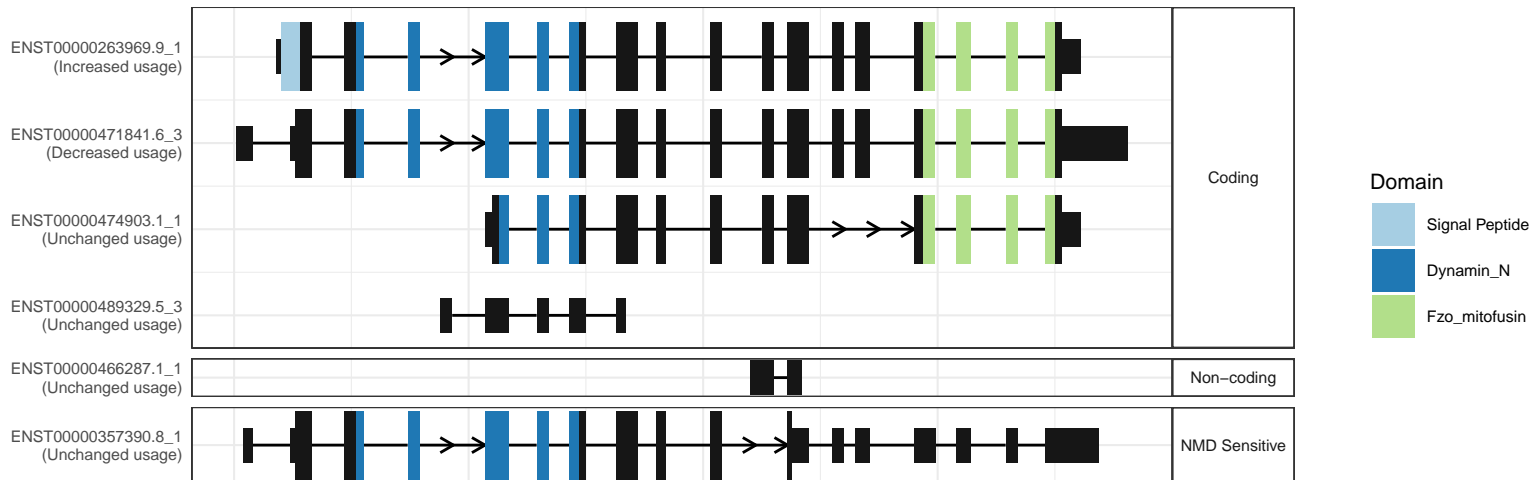 ENST00000263969.9_1
(Increased usage)
ENST00000471841.6_3
(Decreased usage)
ENST00000474903.1_1
(Unchanged usage)
ENST00000489329.5_3
(Unchanged usage)
ENST00000466287.1_1
(Unchanged usage)
ENST00000357390.8_1
(Unchanged usage)
Coding
Non−coding
NMD Sensitive
Domain
Signal Peptide
Dynamin_N
Fzo_mitofusin